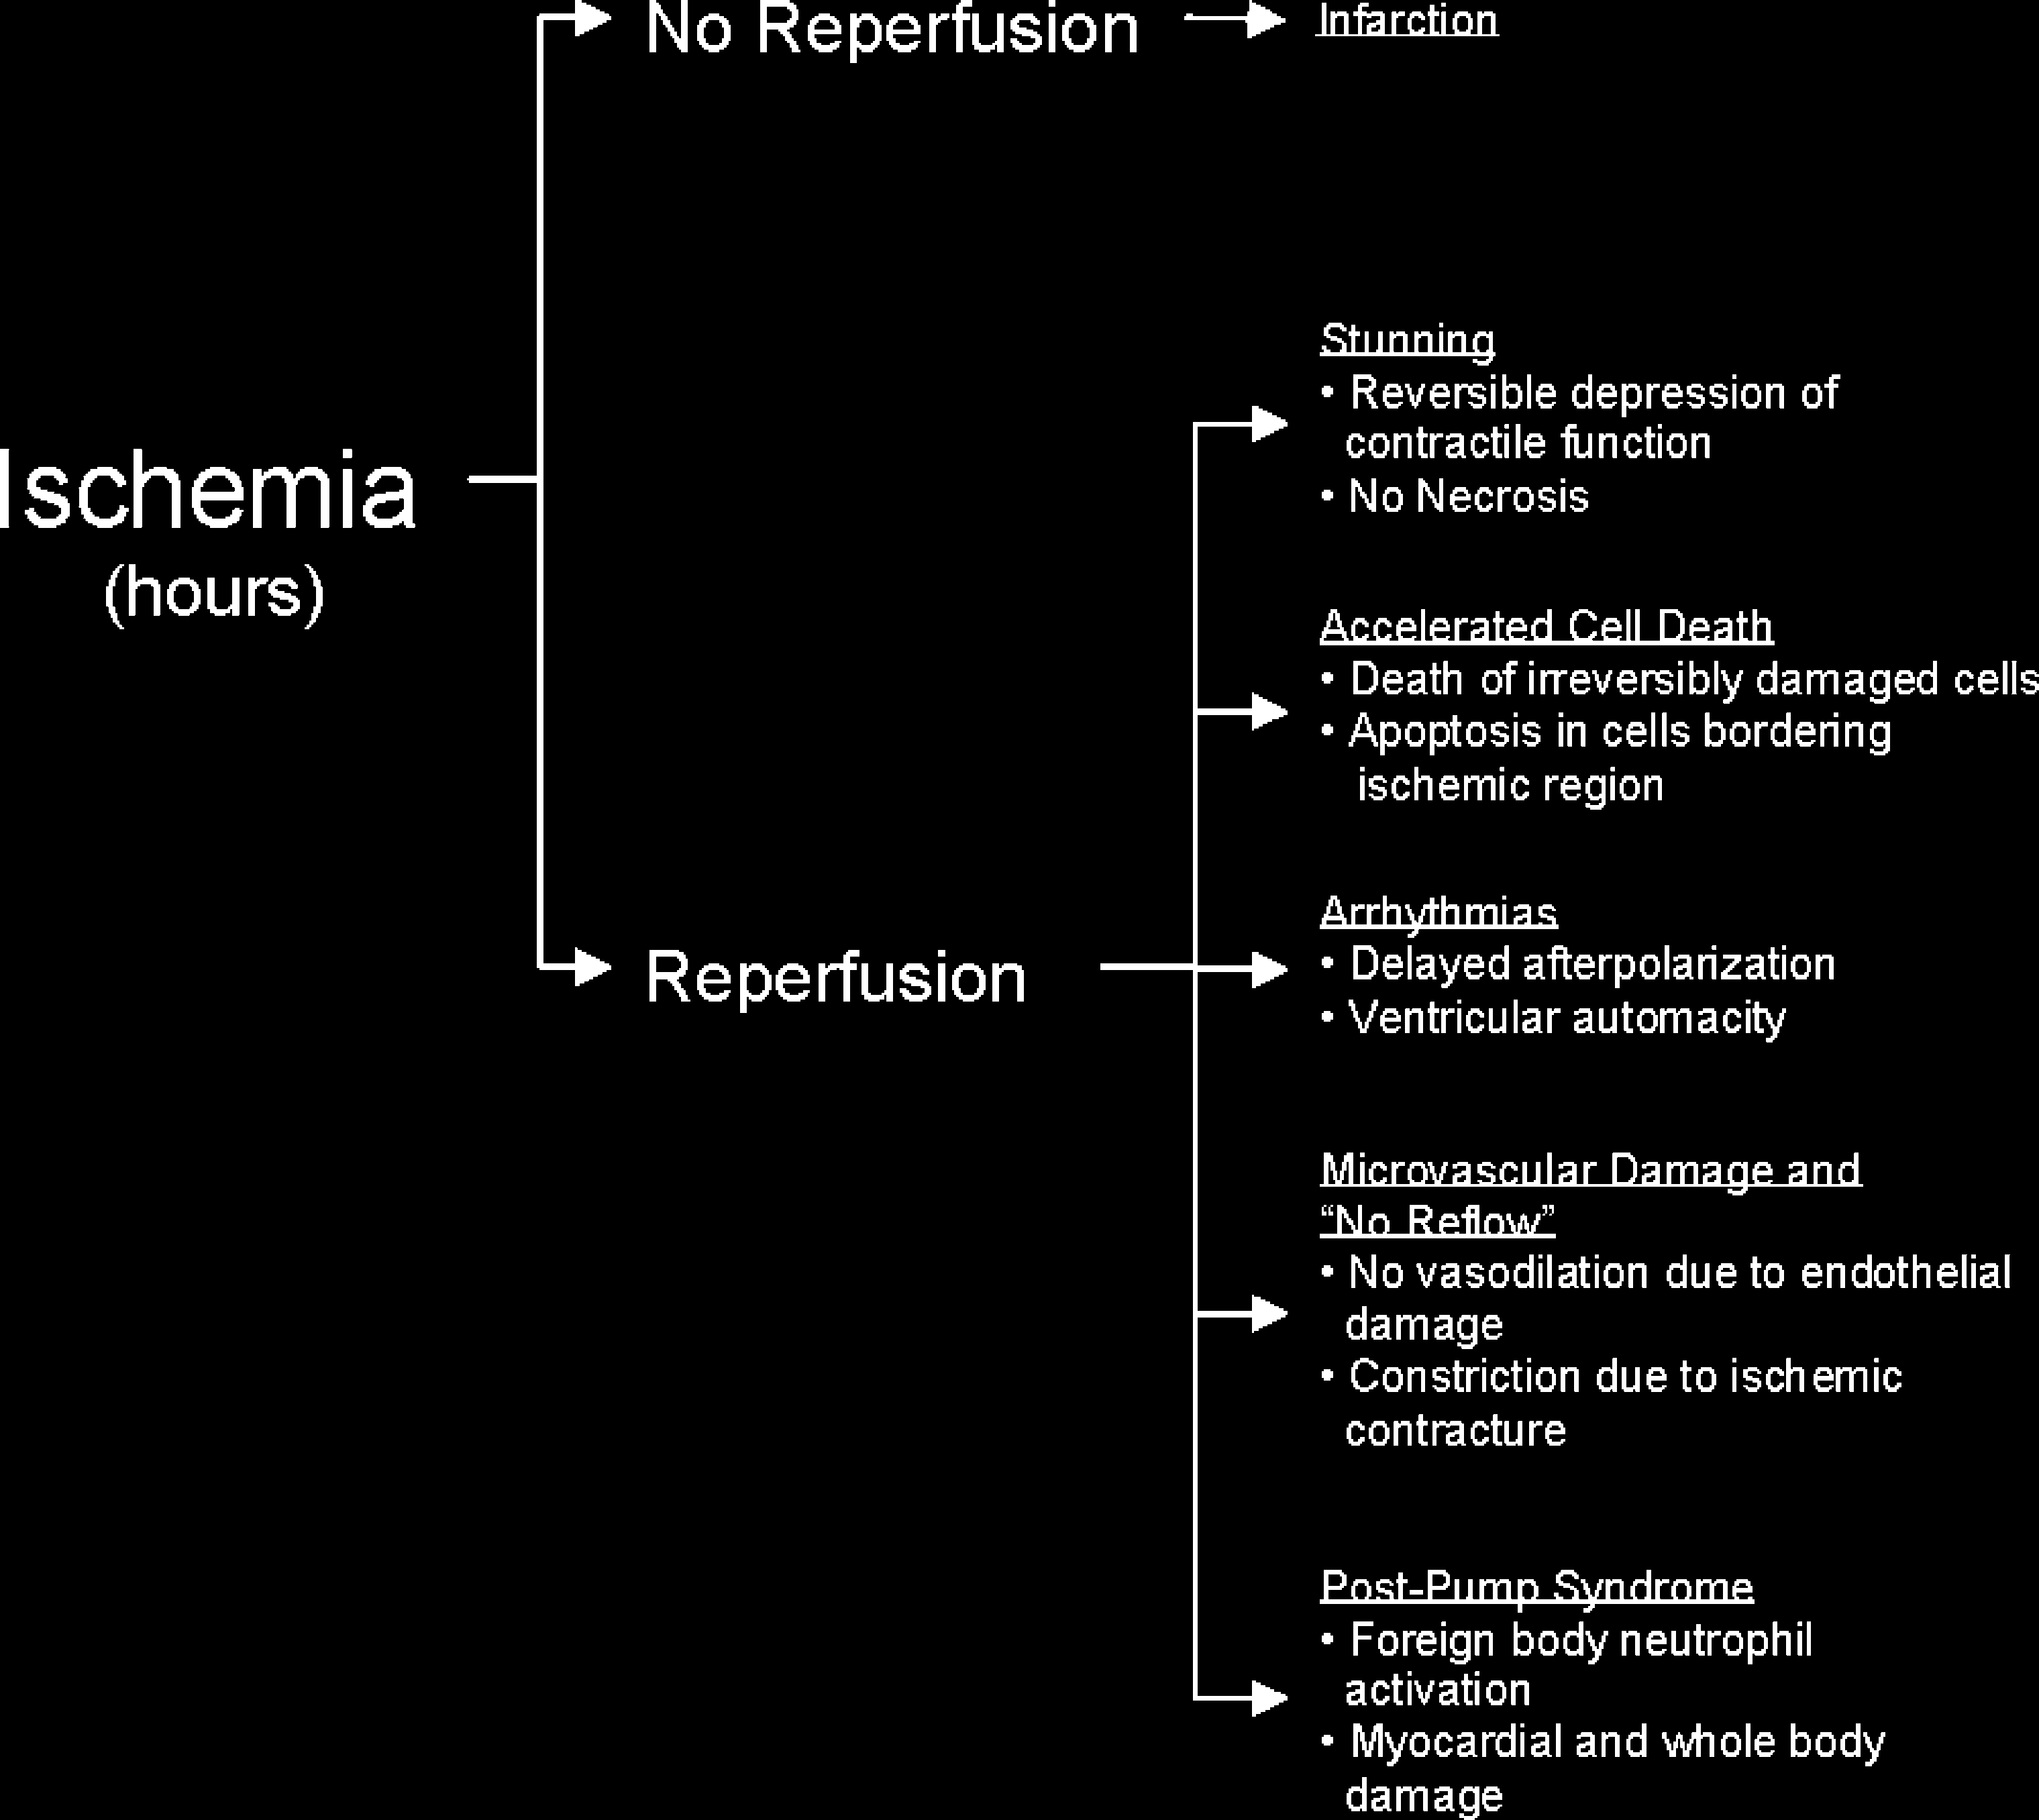 No Reperfusion
Infarction
Ischemia
(hours)
Reperfusion
Stunning
• Reversible depression of
contractile function
• No Necrosis
Accelerated Cell Death
• Death of irreversibly damaged cells
• Apoptosis in cells bordering
ischemic region
Arrhythmias
• Delayed afterpolarization
• Ventricular automacity
Microvascular Damage and
“No Reflow”
• No vasodilation due to endothelial
damage
• Constriction due to ischemic
contracture
Post-Pump Syndrome
• Foreign body neutrophil
activation
• Myocardial and whole body
damage